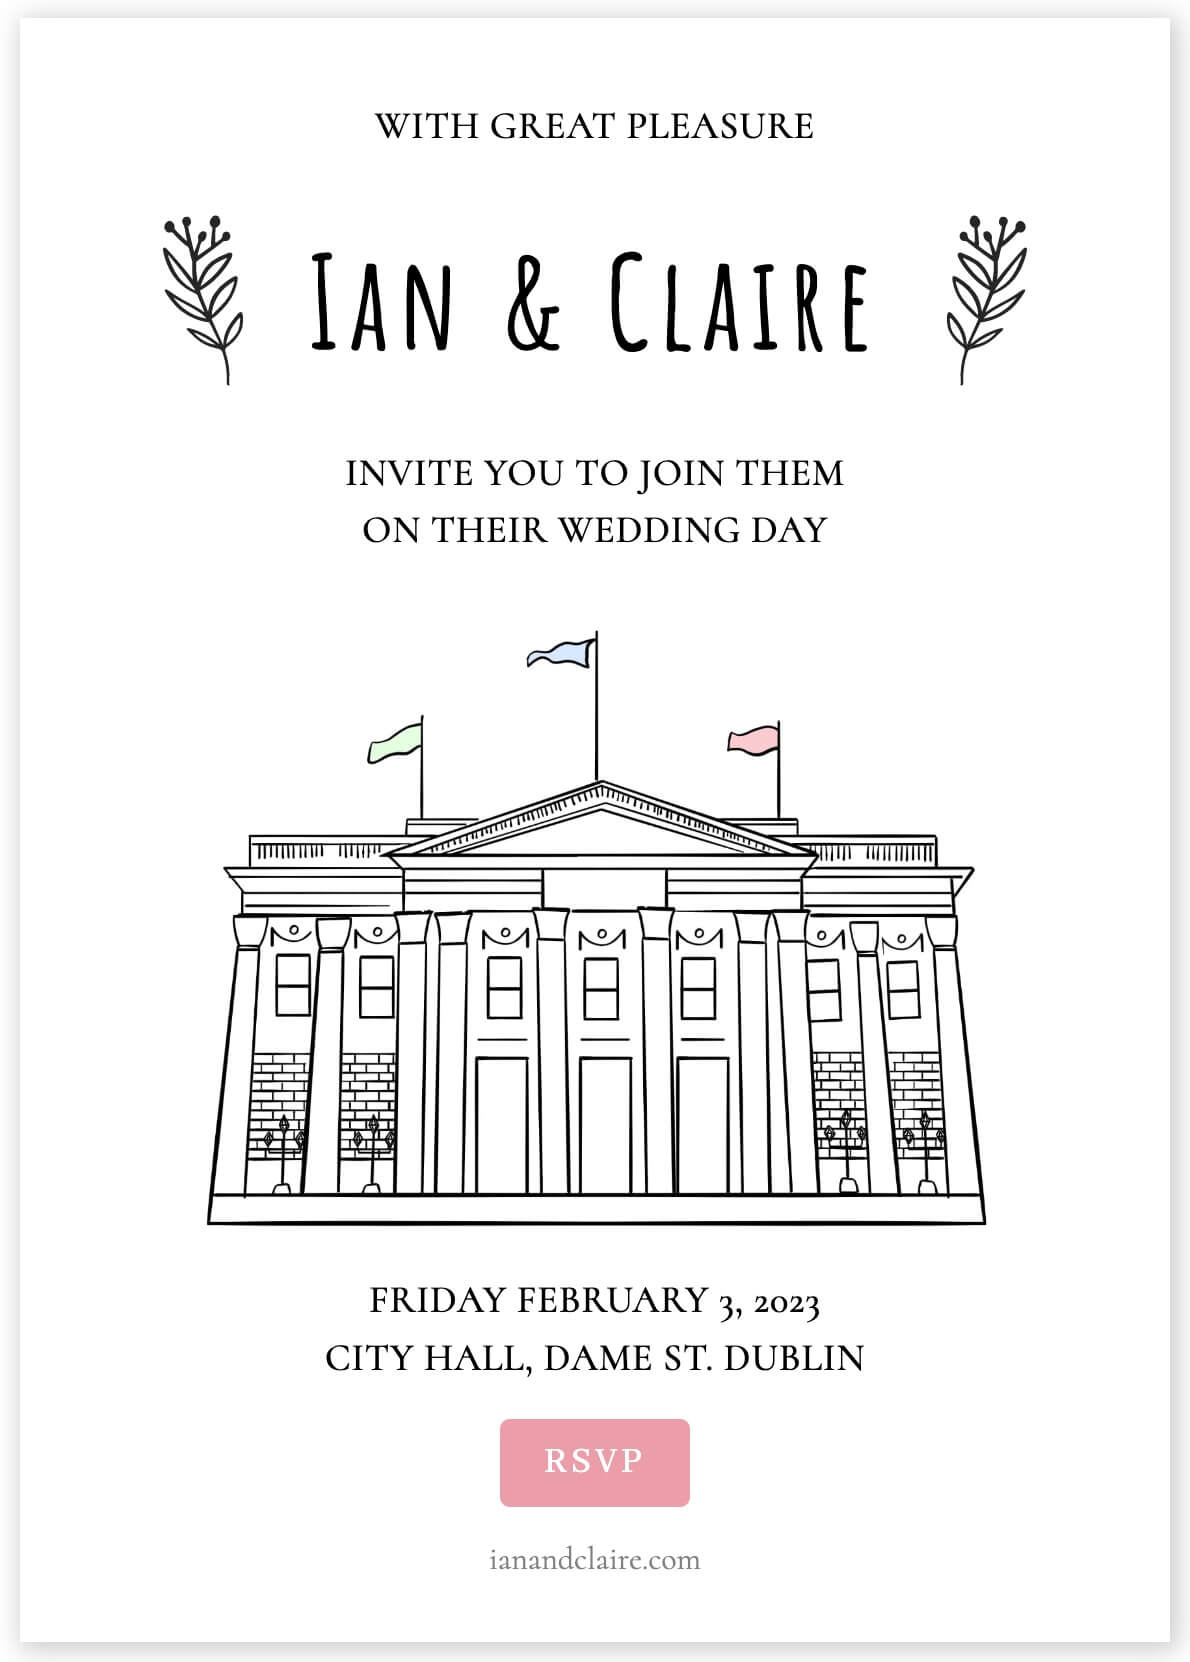 WITH GREAT PLEASURE
IAN & CLAIRE
INVITE YOU TO JOIN THEM
ON THEIR WEDDING DAY
FRIDAY FEBRUARY 3, 2023
CITY HALL, DAME ST. DUBLIN
RSVP
ianandclaire.com